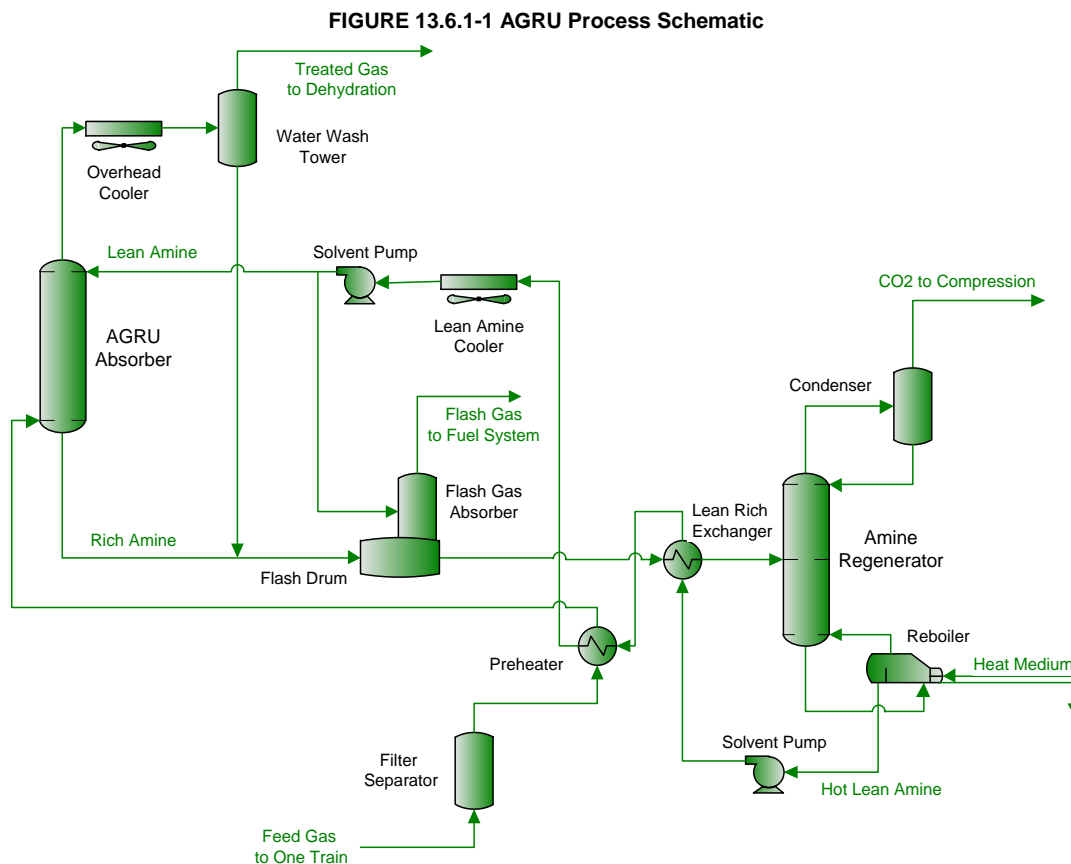 FIGURE 13.6.1-1 AGRU Process Schematic
Treated Gas
to Dehydration
Water Wash
Tower
Overhead
Cooler
Lean Amine
Solvent Pump
CO2 to Compression
Lean Amine
Cooler
AGRU
Absorber
Condenser
Flash Gas
to Fuel System
Flash Gas
Absorber
Lean Rich
Exchanger
Rich Amine
Amine
Regenerator
Flash Drum
Reboiler
Preheater
Heat Medium
Solvent Pump
Filter
Separator
Hot Lean Amine
Feed Gas
to One Train